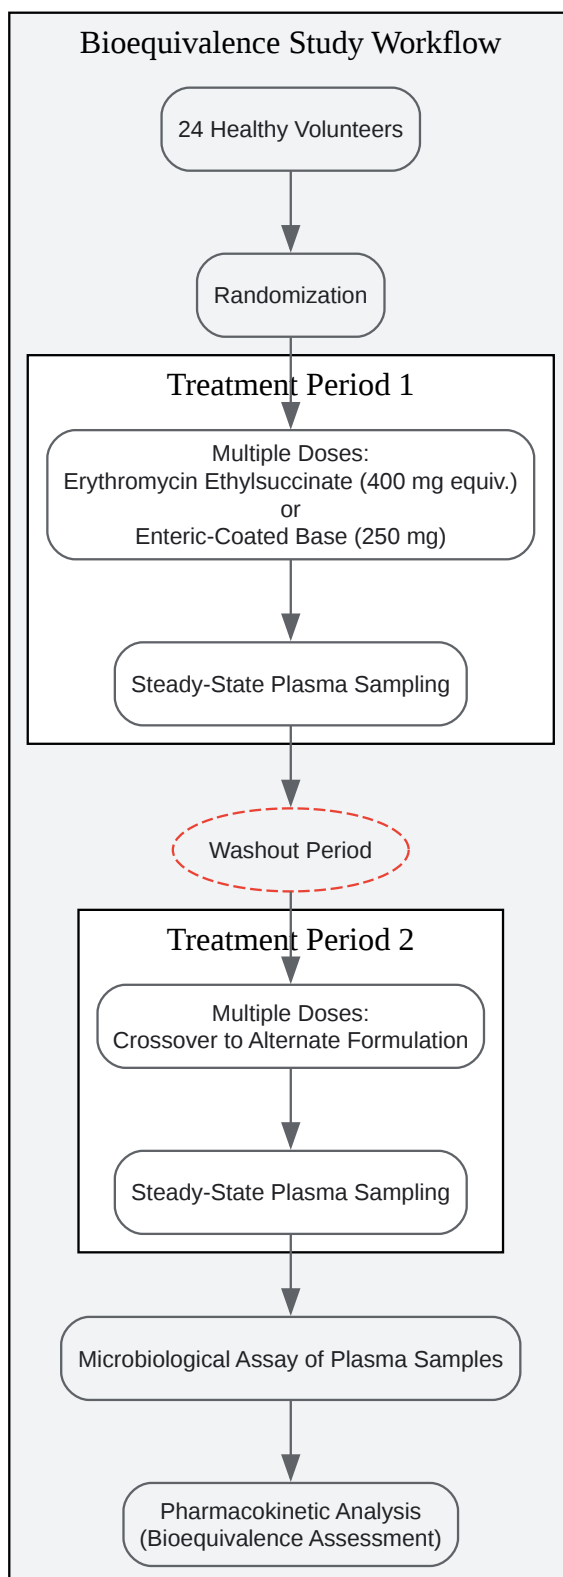 Bioequivalence Study Workflow
24 Healthy Volunteers
Randomization
Treatment Period 1
Multiple Doses:
Erythromycin Ethylsuccinate (400 mg equiv.)
or
Enteric-Coated Base (250 mg)
Steady-State Plasma Sampling
Washout Period
Treatment Period 2
Multiple Doses:
Crossover to Alternate Formulation
Steady-State Plasma Sampling
Microbiological Assay of Plasma Samples
Pharmacokinetic Analysis
(Bioequivalence Assessment)